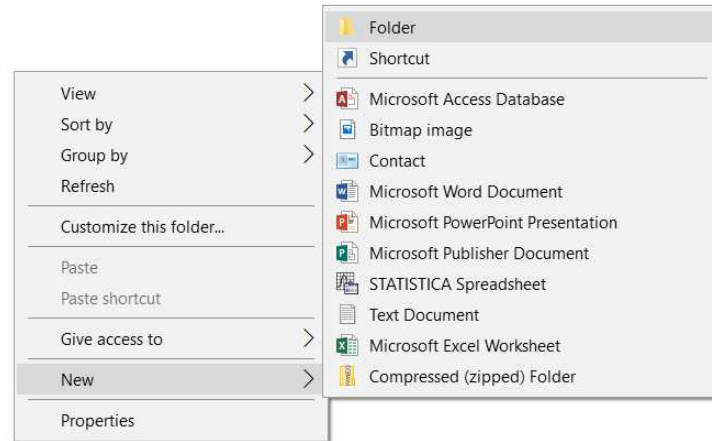 View
Sort by
Group by
Refresh
Customize this folder...
Paste
Paste shortcut
Give access to
New
Properties
Folder
Shortcut
Microsoft Access Database
Bitmap image
Contact
Microsoft Word Document
Microsoft PowerPoint Presentation
Microsoft Publisher Document
STATISTICA Spreadsheet
Text Document
Microsoft Excel Worksheet
Compressed (zipped) Folder